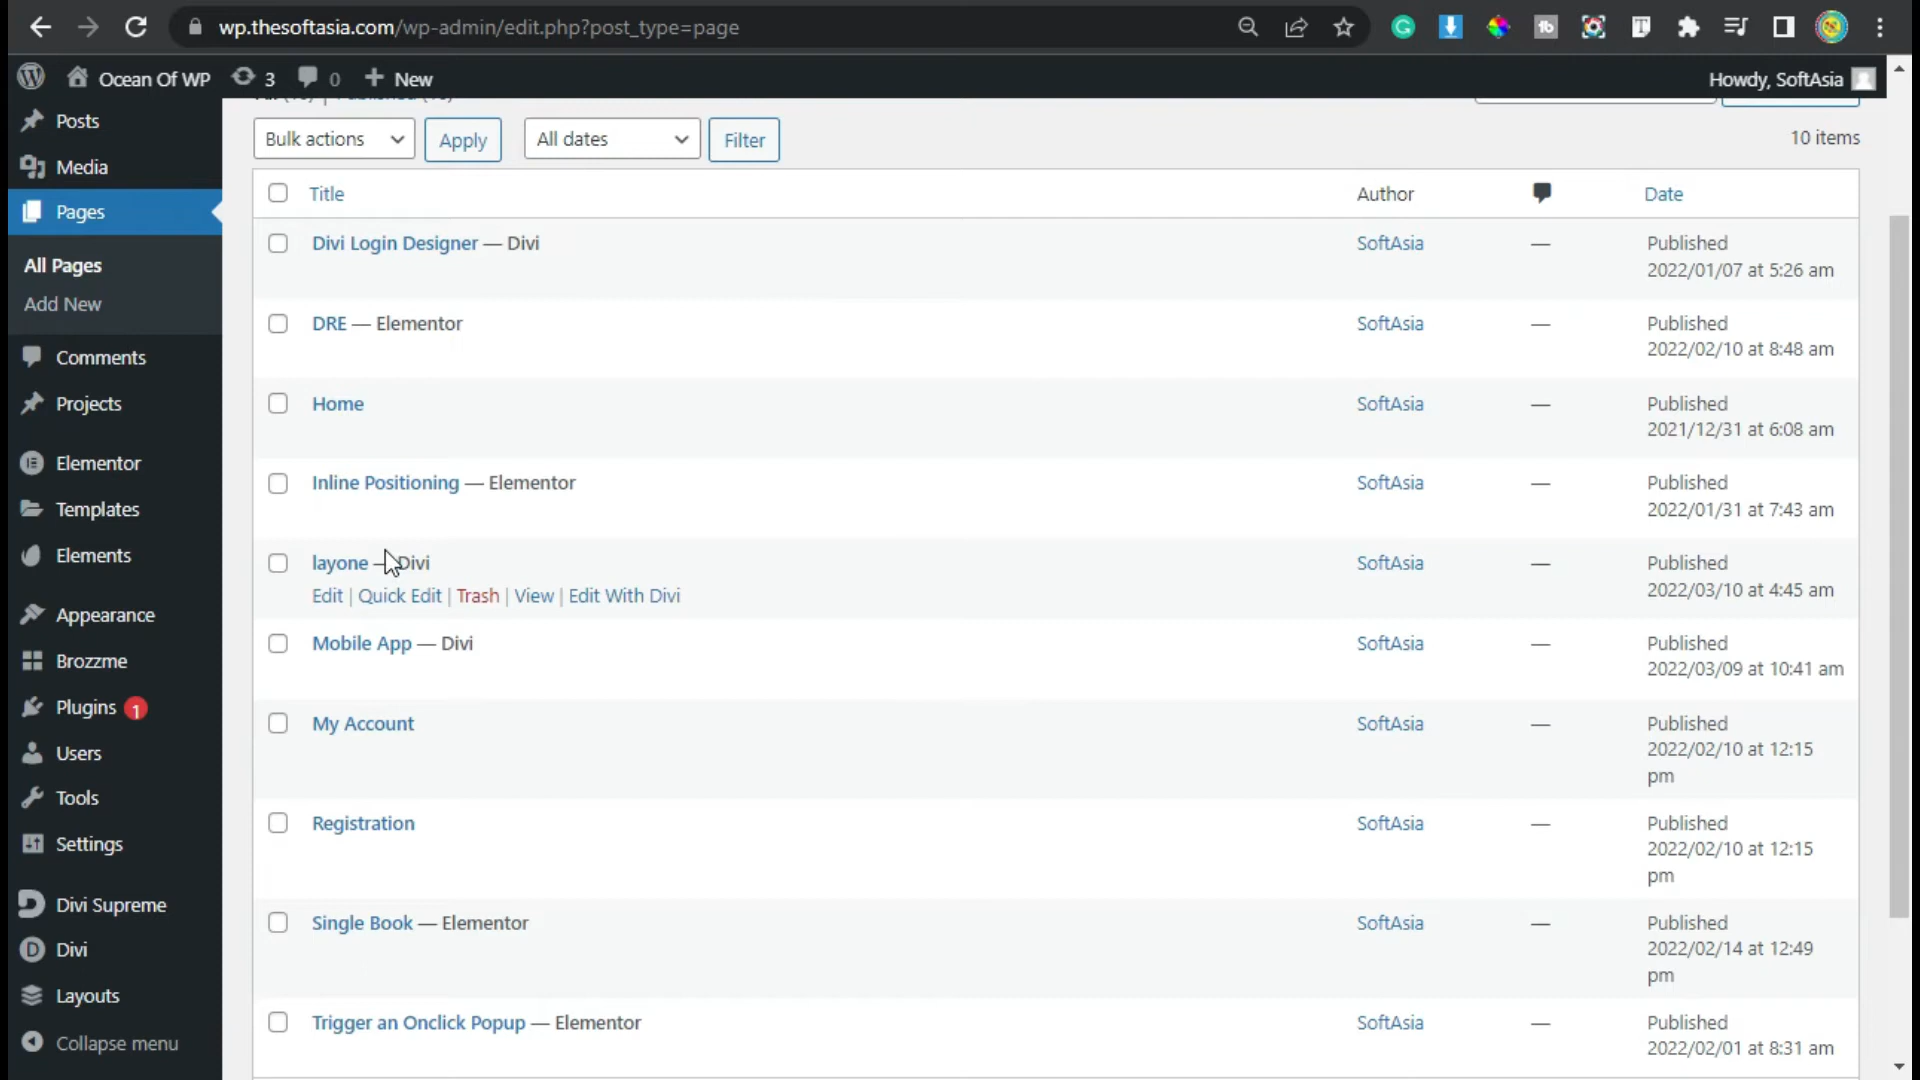 wp.thesoftasia.com/wp-admin/edit.php?post_type=page
Ocean Of WP 3 0 + New Howdy, SoftAsia
Posts
Media
Pages
All Pages
Add New
Comments
Projects
Elementor
Templates
Elements
Appearance
Brozzme
Plugins 1
Users
Tools
Settings
Divi Supreme
Divi
Layouts
Collapse menu
Bulk actions Apply All dates Filter 10 items
Title Author Date
Divi Login Designer — Divi SoftAsia — Published
2022/01/07 at 5:26 am
DRE — Elementor SoftAsia — Published
2022/02/10 at 8:48 am
Home SoftAsia — Published
2021/12/31 at 6:08 am
Inline Positioning — Elementor SoftAsia — Published
2022/01/31 at 7:43 am
layone — Divi SoftAsia — Published
Edit | Quick Edit | Trash | View | Edit With Divi 2022/03/10 at 4:45 am
Mobile App — Divi SoftAsia — Published
2022/03/09 at 10:41 am
My Account SoftAsia — Published
2022/02/10 at 12:15
pm
Registration SoftAsia — Published
2022/02/10 at 12:15
pm
Single Book — Elementor SoftAsia — Published
2022/02/14 at 12:49
pm
Trigger an Onclick Popup — Elementor SoftAsia — Published
2022/02/01 at 8:31 am